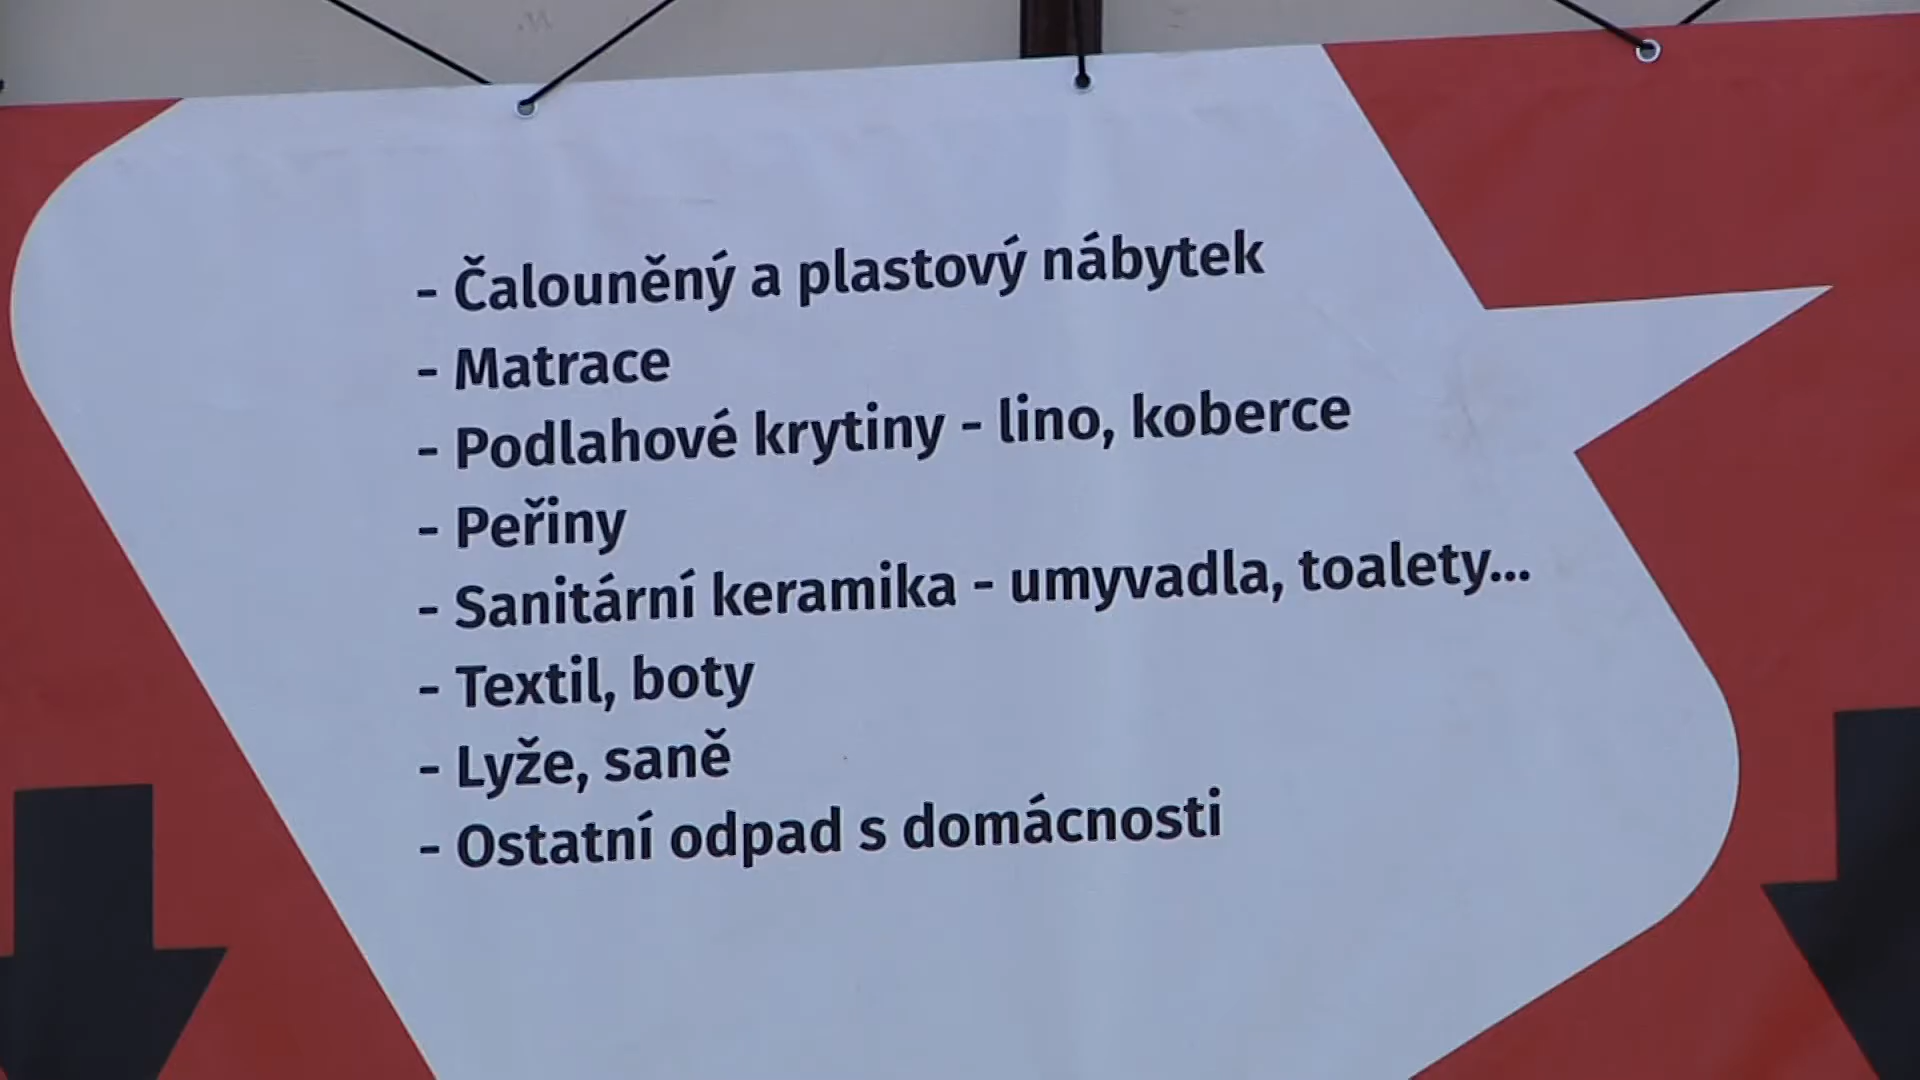 - Čalouněný a plastový nábytek
- Matrace
- Podlahové krytiny - lino, koberce
- Peřiny
- Sanitární keramika - umyvadla, toalety...
- Textil, boty
- Lyže, saně
- Ostatní odpad s domácnosti